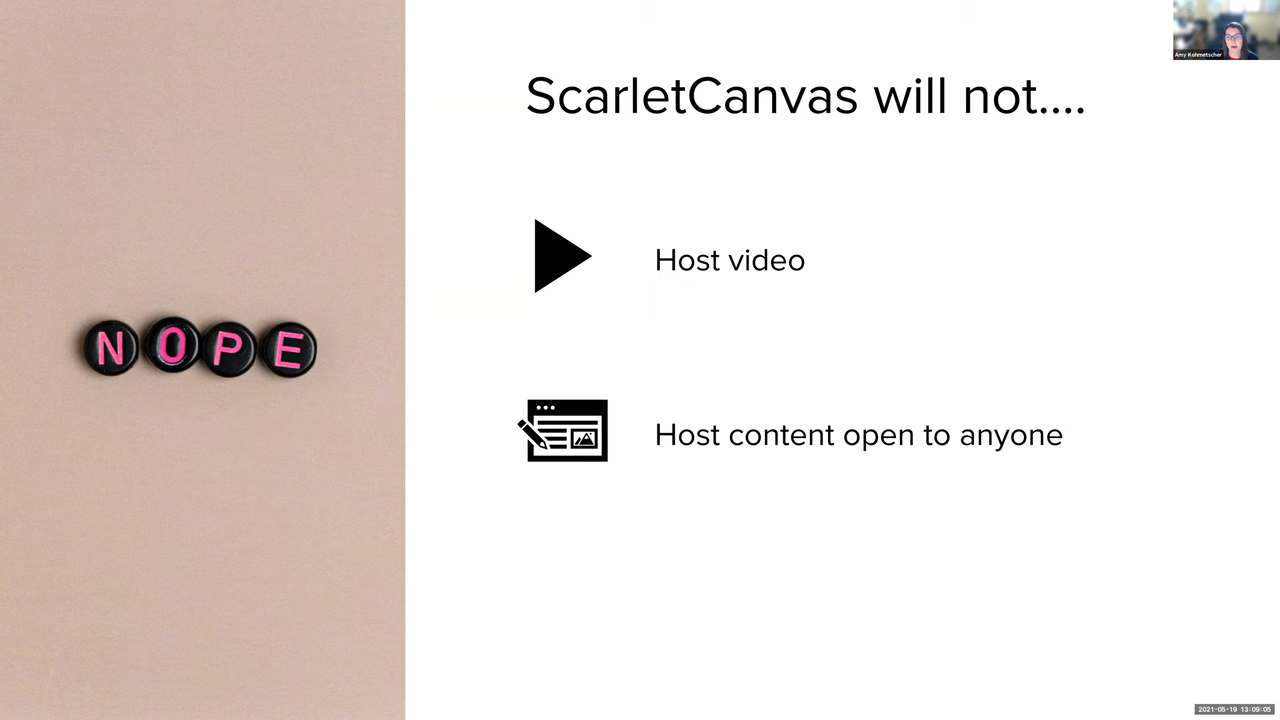 Amy Kohmetscher
ScarletCanvas will not....
Host video
NOPE
Host content open to anyone
2021-05-19 13:09:05